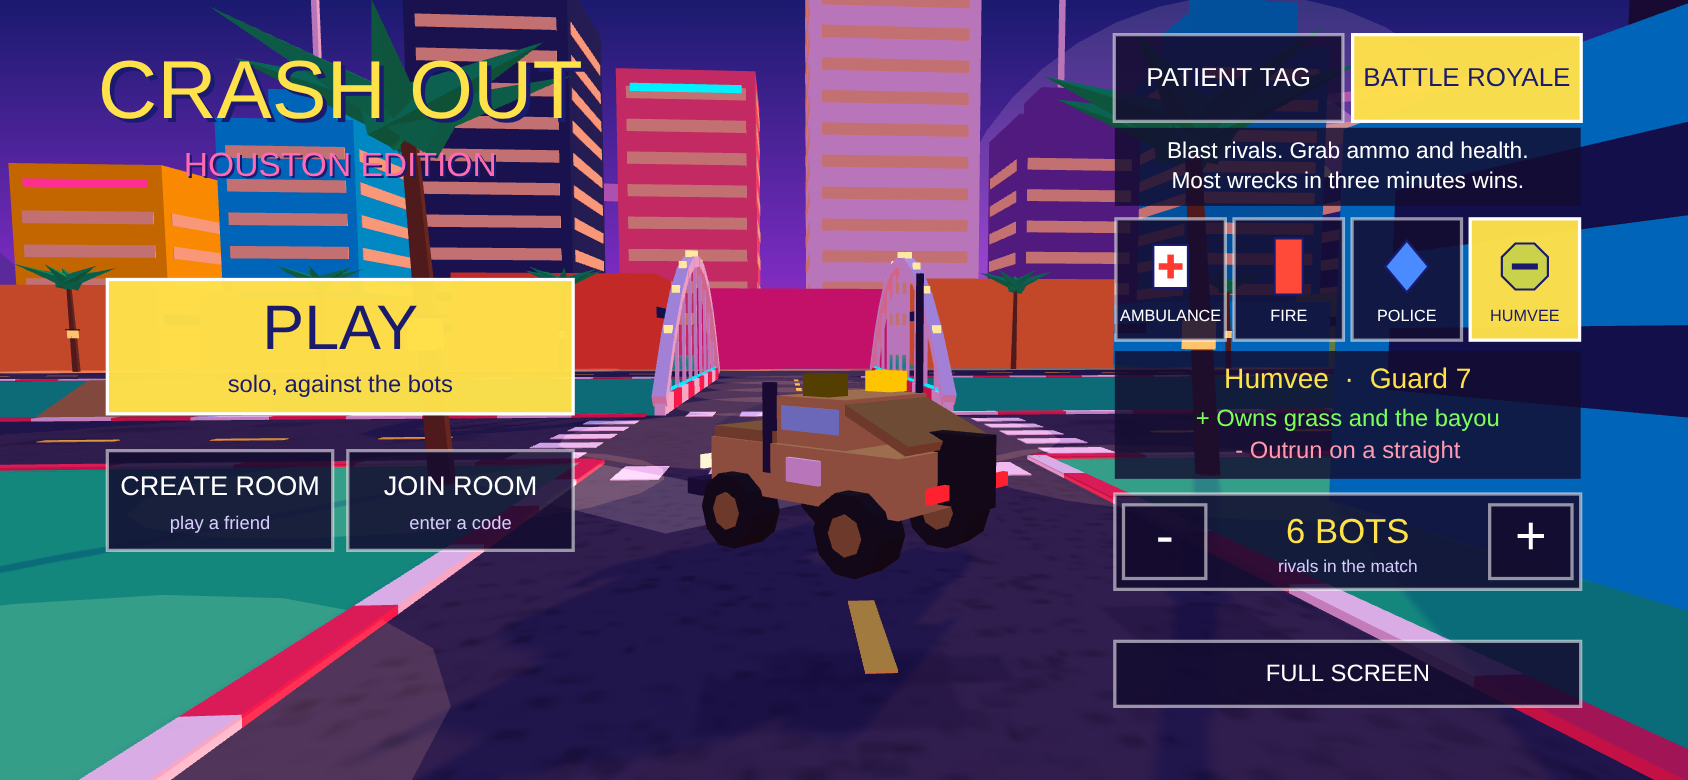 CRASH OUT
HOUSTON EDITION
PLAY
solo, against the bots
CREATE ROOM
play a friend
JOIN ROOM
enter a code
PATIENT TAG
BATTLE ROYALE
Blast rivals. Grab ammo and health.
Most wrecks in three minutes wins.
AMBULANCE
FIRE
POLICE
HUMVEE
Humvee · Guard 7
+ Owns grass and the bayou
- Outrun on a straight
-
6 BOTS
+
rivals in the match
FULL SCREEN